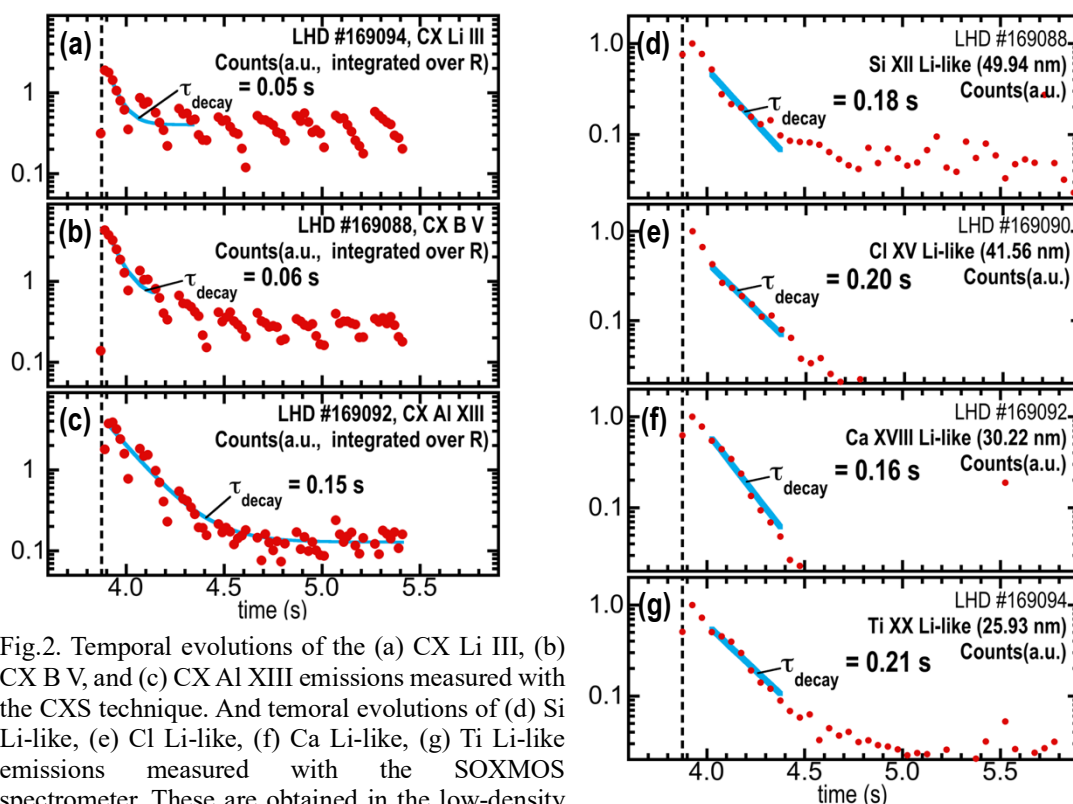 (a)
LHD #169094, CX Li III
Counts(a.u., integrated over R)
τdecay = 0.05 s
1
0.1
(b)
LHD #169088, CX B V
Counts(a.u., integrated over R)
τdecay = 0.06 s
1
0.1
(c)
LHD #169092, CX Al XIII
Counts(a.u., integrated over R)
τdecay = 0.15 s
1
0.1
4.0 4.5 5.0 5.5
time (s)
Fig.2. Temporal evolutions of the (a) CX Li III, (b)
CX B V, and (c) CX Al XIII emissions measured with
the CXS technique. And temoral evolutions of (d) Si
Li-like, (e) Cl Li-like, (f) Ca Li-like, (g) Ti Li-like
emissions measured with the SOXMOS
spectrometer. These are obtained in the low-density
(d)
LHD #169088
Si XII Li-like (49.94 nm)
Counts(a.u.)
τdecay = 0.18 s
1.0
0.1
(e)
LHD #169090
Cl XV Li-like (41.56 nm)
Counts(a.u.)
τdecay = 0.20 s
1.0
0.1
(f)
LHD #169092
Ca XVIII Li-like (30.22 nm)
Counts(a.u.)
τdecay = 0.16 s
1.0
0.1
(g)
LHD #169094
Ti XX Li-like (25.93 nm)
Counts(a.u.)
τdecay = 0.21 s
1.0
0.1
4.0 4.5 5.0 5.5
time (s)